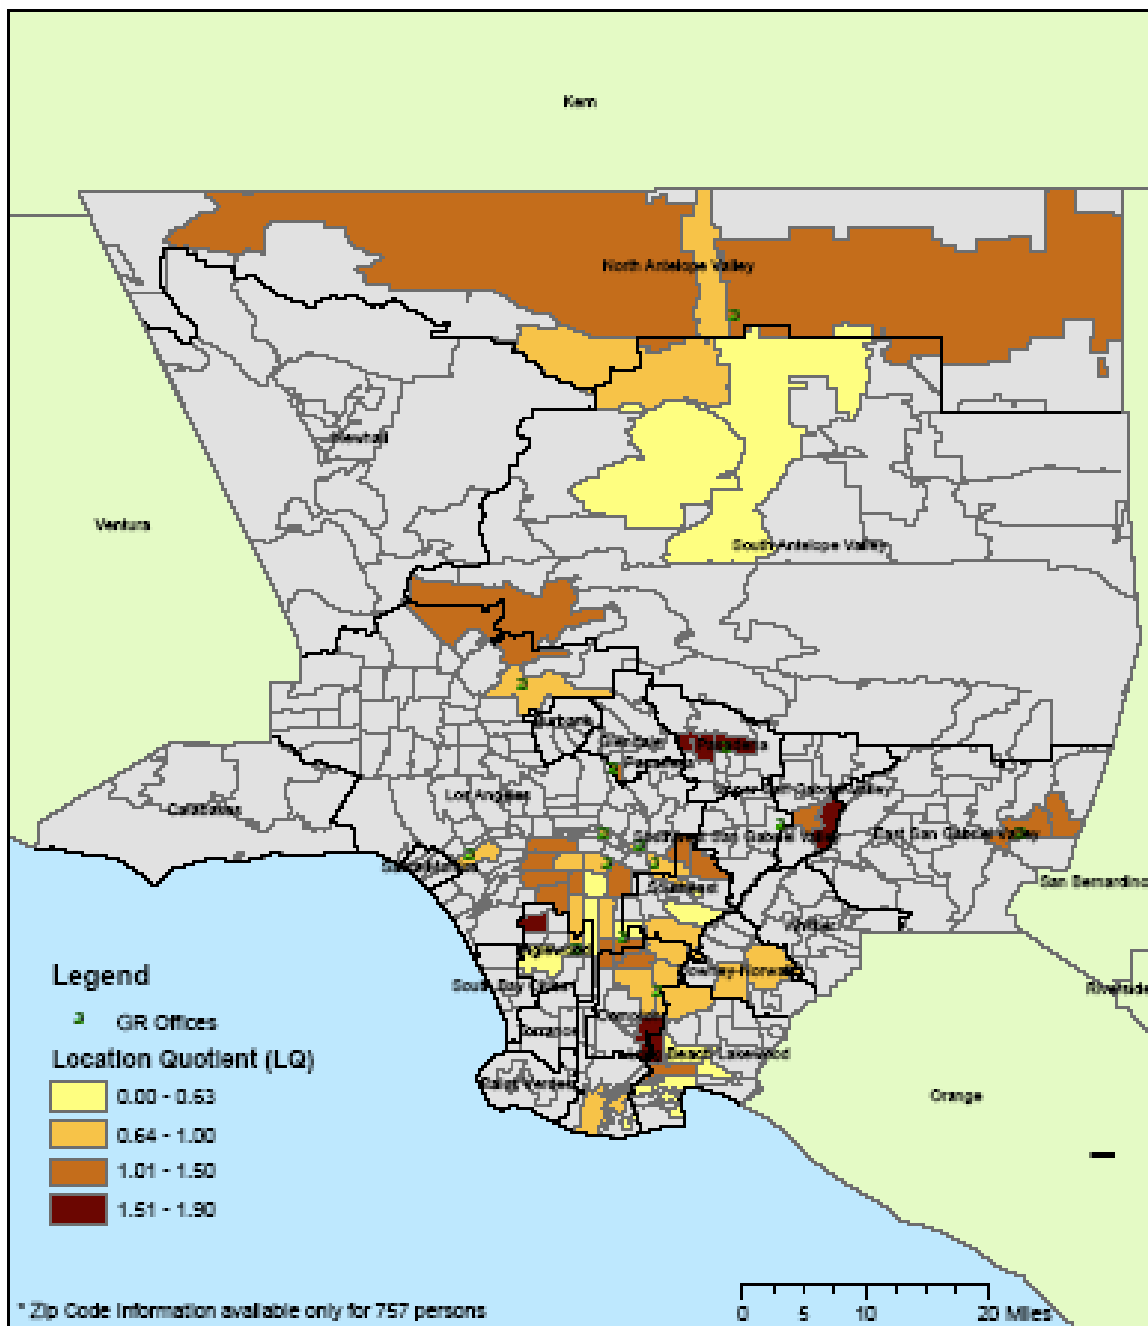 Kern
North Antelope Valley
Newhall
Ventura
South Antelope Valley
Burbank
Glendale
Pasadena
Los Angeles
Calabasas
East San Gabriel Valley
San Bernardino
Southeast
Whittier
Inglewood
Downey-Norwalk
South Bay Cities
Riverside
Compton
Torrance
Long Beach-Lakewood
Palos Verdes
Orange
Legend
GR Offices
Location Quotient (LQ)
0.00 - 0.63
0.64 - 1.00
1.01 - 1.50
1.51 - 1.90
* Zip Code Information available only for 757 persons
0 5 10 20 Miles